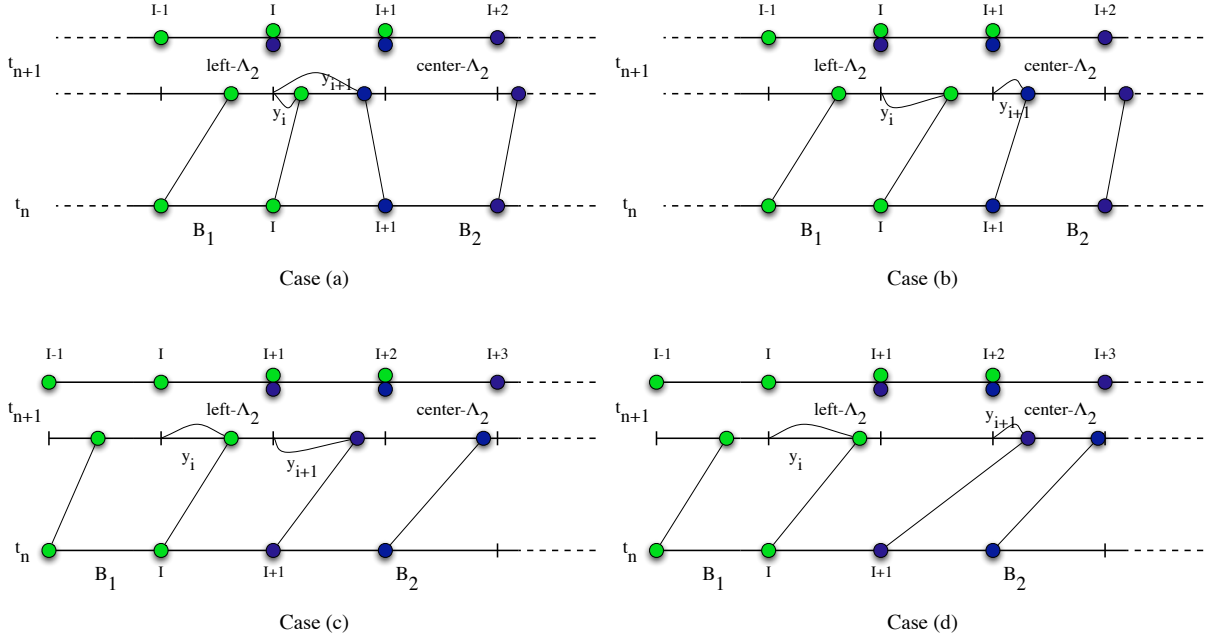 I-1 I I+1 I+2
t_{n+1} left-Λ_2 y_i y_{i+1} center-Λ_2
t_n B_1 I I+1 B_2
Case (a)
I-1 I I+1 I+2
t_{n+1} left-Λ_2 y_i y_{i+1} center-Λ_2
t_n B_1 I I+1 B_2
Case (b)
I-1 I I+1 I+2 I+3
t_{n+1} left-Λ_2 y_i y_{i+1} center-Λ_2
t_n B_1 I I+1 B_2
Case (c)
I-1 I I+1 I+2 I+3
t_{n+1} left-Λ_2 y_i y_{i+1} center-Λ_2
t_n B_1 I I+1 B_2
Case (d)